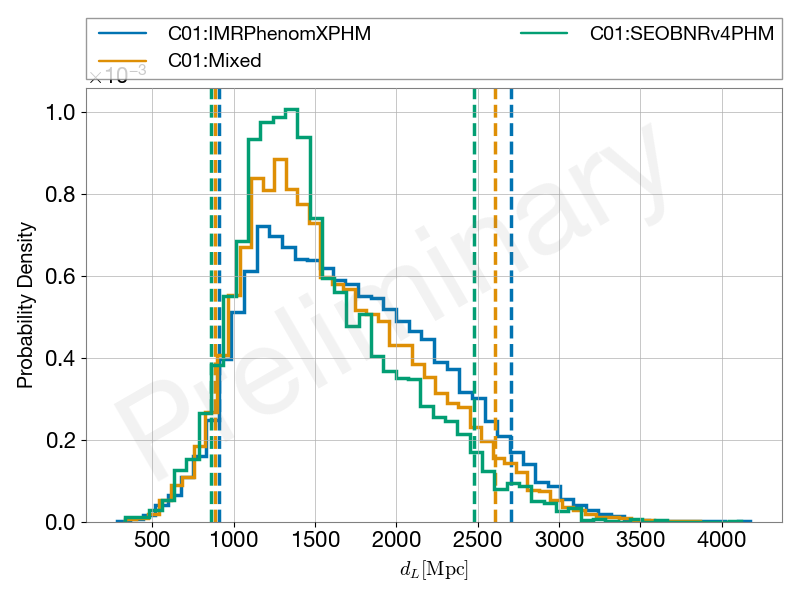 C01:IMRPhenomXPHM
C01:SEOBNRv4PHM
C01:Mixed
×10⁻³
1.0
0.8
0.6
0.4
0.2
0.0
Probability Density
Preliminary
500
1000
1500
2000
2500
3000
3500
4000
d_L[Mpc]